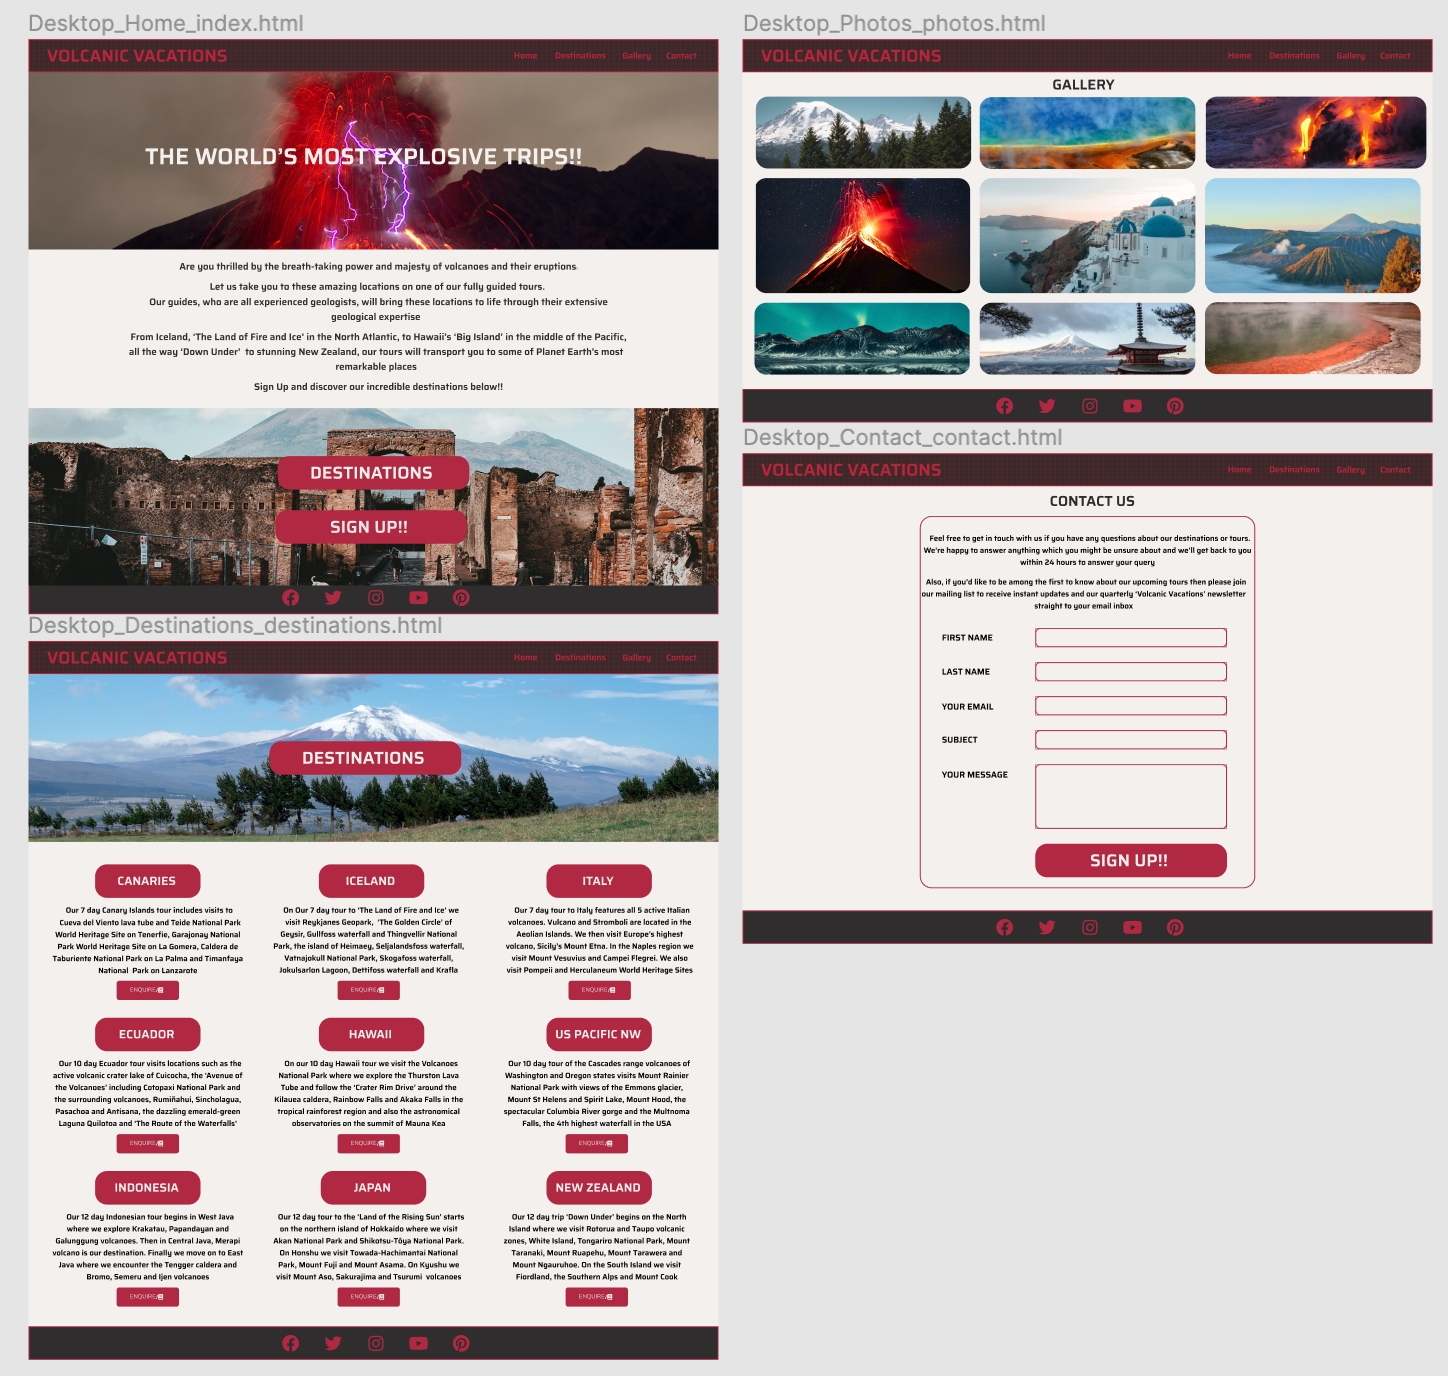 Desktop_Home_index.html
VOLCANIC VACATIONS
Home Destinations Gallery Contact
THE WORLD'S MOST EXPLOSIVE TRIPS!!
Are you thrilled by the breath-taking power and majesty of volcanoes and their eruptions
Let us take you to these amazing locations on one of our fully guided tours.
Our guides, who are all experienced geologists, will bring these locations to life through their extensive
geological expertise
From Iceland, 'The Land of Fire and Ice' in the North Atlantic, to Hawaii's 'Big Island' in the middle of the Pacific,
all the way 'Down Under' to stunning New Zealand, our tours will transport you to some of Planet Earth's most
remarkable places
Sign Up and discover our incredible destinations below!!
DESTINATIONS
SIGN UP!!
Desktop_Destinations_destinations.html
VOLCANIC VACATIONS
Home Destinations Gallery Contact
DESTINATIONS
CANARIES
Our 7 day Canary Islands tour includes visits to
Cueva del Viento lava tube and Teide National Park
World Heritage Site on Tenerfie, Garajonay National
Park World Heritage Site on La Gomera, Caldera de
Taburiente National Park on La Palma and Timanfaya
National Park on Lanzarote
ENQUIRE/
ICELAND
On Our 7 day tour to 'The Land of Fire and Ice' we
visit Reykjanes Geopark, 'The Golden Circle' of
Geysir, Gullfoss waterfall and Thingvellir National
Park, the island of Heimaey, Seljalandsfoss waterfall,
Vatnajokull National Park, Skogafoss waterfall,
Jokulsarlon Lagoon, Dettifoss waterfall and Krafla
ENQUIRE/
ITALY
Our 7 day tour to Italy features all 5 active Italian
volcanoes. Vulcano and Stromboli are located in the
Aeolian Islands. We then visit Europe's highest
volcano, Sicily's Mount Etna. In the Naples region we
visit Mount Vesuvius and Campei Flegrei. We also
visit Pompeii and Herculaneum World Heritage Sites
ENQUIRE/
ECUADOR
Our 10 day Ecuador tour visits locations such as the
active volcanic crater lake of Cuicocha, the 'Avenue of
the Volcanoes' including Cotopaxi National Park and
the surrounding volcanoes, Rumiñahui, Sincholagua,
Pasachoa and Antisana, the dazzling emerald-green
Laguna Quilotoa and 'The Route of the Waterfalls'
ENQUIRE/
HAWAII
On our 10 day Hawaii tour we visit the Volcanoes
National Park where we explore the Thurston Lava
Tube and follow the 'Crater Rim Drive' around the
Kilauea caldera, Rainbow Falls and Akaka Falls in the
tropical rainforest region and also the astronomical
observatories on the summit of Mauna Kea
ENQUIRE/
US PACIFIC NW
Our 10 day tour of the Cascades range volcanoes of
Washington and Oregon states visits Mount Rainier
National Park with views of the Emmons glacier,
Mount St Helens and Spirit Lake, Mount Hood, the
spectacular Columbia River gorge and the Multnoma
Falls, the 4th highest waterfall in the USA
ENQUIRE/
INDONESIA
Our 12 day Indonesian tour begins in West Java
where we explore Krakatau, Papandayan and
Galunggung volcanoes. Then in Central Java, Merapi
volcano is our destination. Finally we move on to East
Java where we encounter the Tengger caldera and
Bromo, Semeru and Ijen volcanoes
ENQUIRE/
JAPAN
Our 12 day tour to the 'Land of the Rising Sun' starts
on the northern island of Hokkaido where we visit
Akan National Park and Shikotsu-Tōya National Park.
On Honshu we visit Towada-Hachimantai National
Park, Mount Fuji and Mount Asama. On Kyushu we
visit Mount Aso, Sakurajima and Tsurumi volcanoes
ENQUIRE/
NEW ZEALAND
Our 12 day trip 'Down Under' begins on the North
Island where we visit Rotorua and Taupo volcanic
zones, White Island, Tongariro National Park, Mount
Taranaki, Mount Ruapehu, Mount Tarawera and
Mount Ngauruhoe. On the South Island we visit
Fiordland, the Southern Alps and Mount Cook
ENQUIRE/
Desktop_Photos_photos.html
VOLCANIC VACATIONS
Home Destinations Gallery Contact
GALLERY
Desktop_Contact_contact.html
VOLCANIC VACATIONS
Home Destinations Gallery Contact
CONTACT US
Feel free to get in touch with us if you have any questions about our destinations or tours.
We're happy to answer anything which you might be unsure about and we'll get back to you
within 24 hours to answer your query
Also, if you'd like to be among the first to know about our upcoming tours then please join
our mailing list to receive instant updates and our quarterly 'Volcanic Vacations' newsletter
straight to your email inbox
FIRST NAME
LAST NAME
YOUR EMAIL
SUBJECT
YOUR MESSAGE
SIGN UP!!